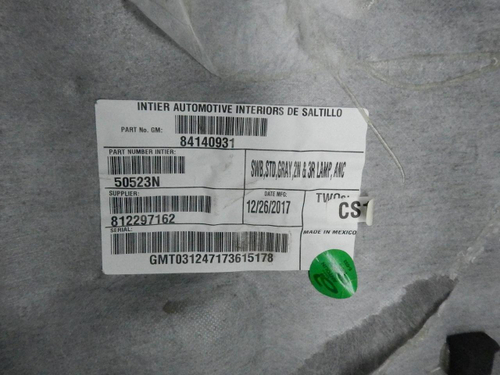 INTIER AUTOMOTIVE INTERIORS DE SALTILLO
PART No. GM:
84140931
PART NUMBER INTIER:
50523N
SWB,STD,GRAY,2N & 3R LAMP, ANC
SUPPLIER:
812297162
DATE MFG:
12/26/2017
CS1
SERIAL:
GMT031247173615178
MADE IN MEXICO